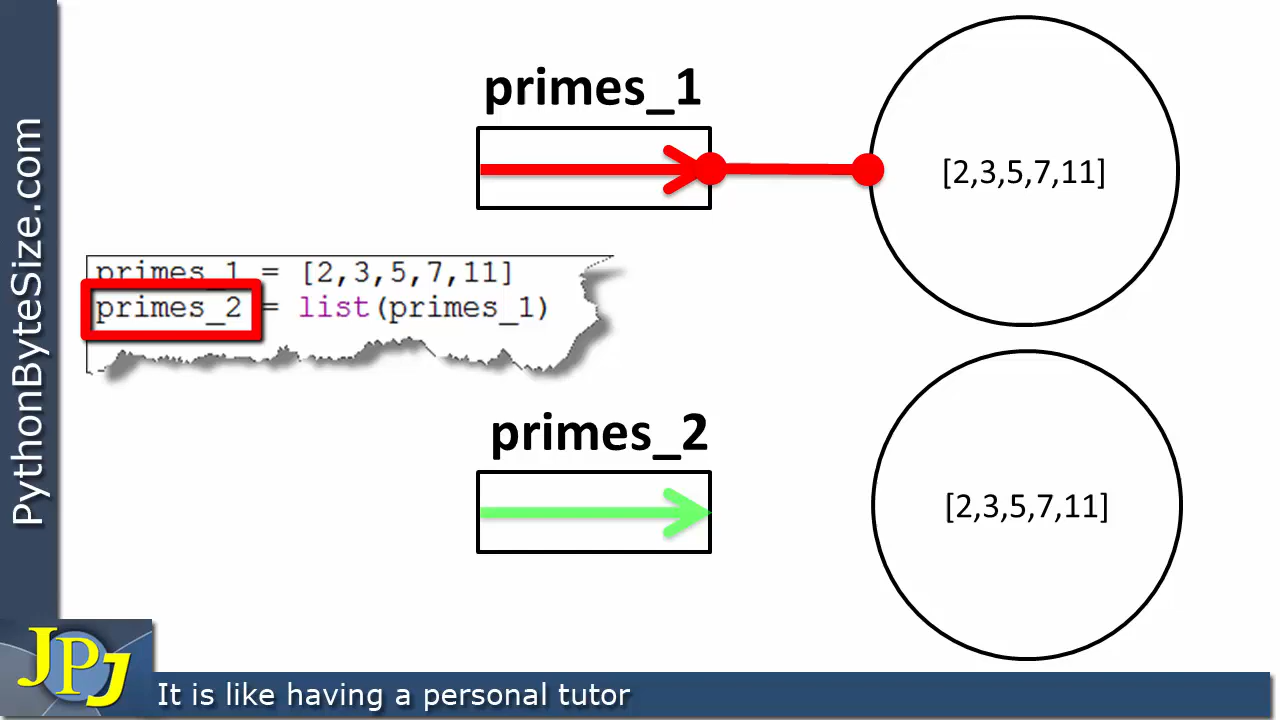 PythonByteSize.com
primes_1
[2,3,5,7,11]
primes_1 = [2,3,5,7,11]
primes_2 = list(primes_1)
primes_2
[2,3,5,7,11]
JPJ
It is like having a personal tutor